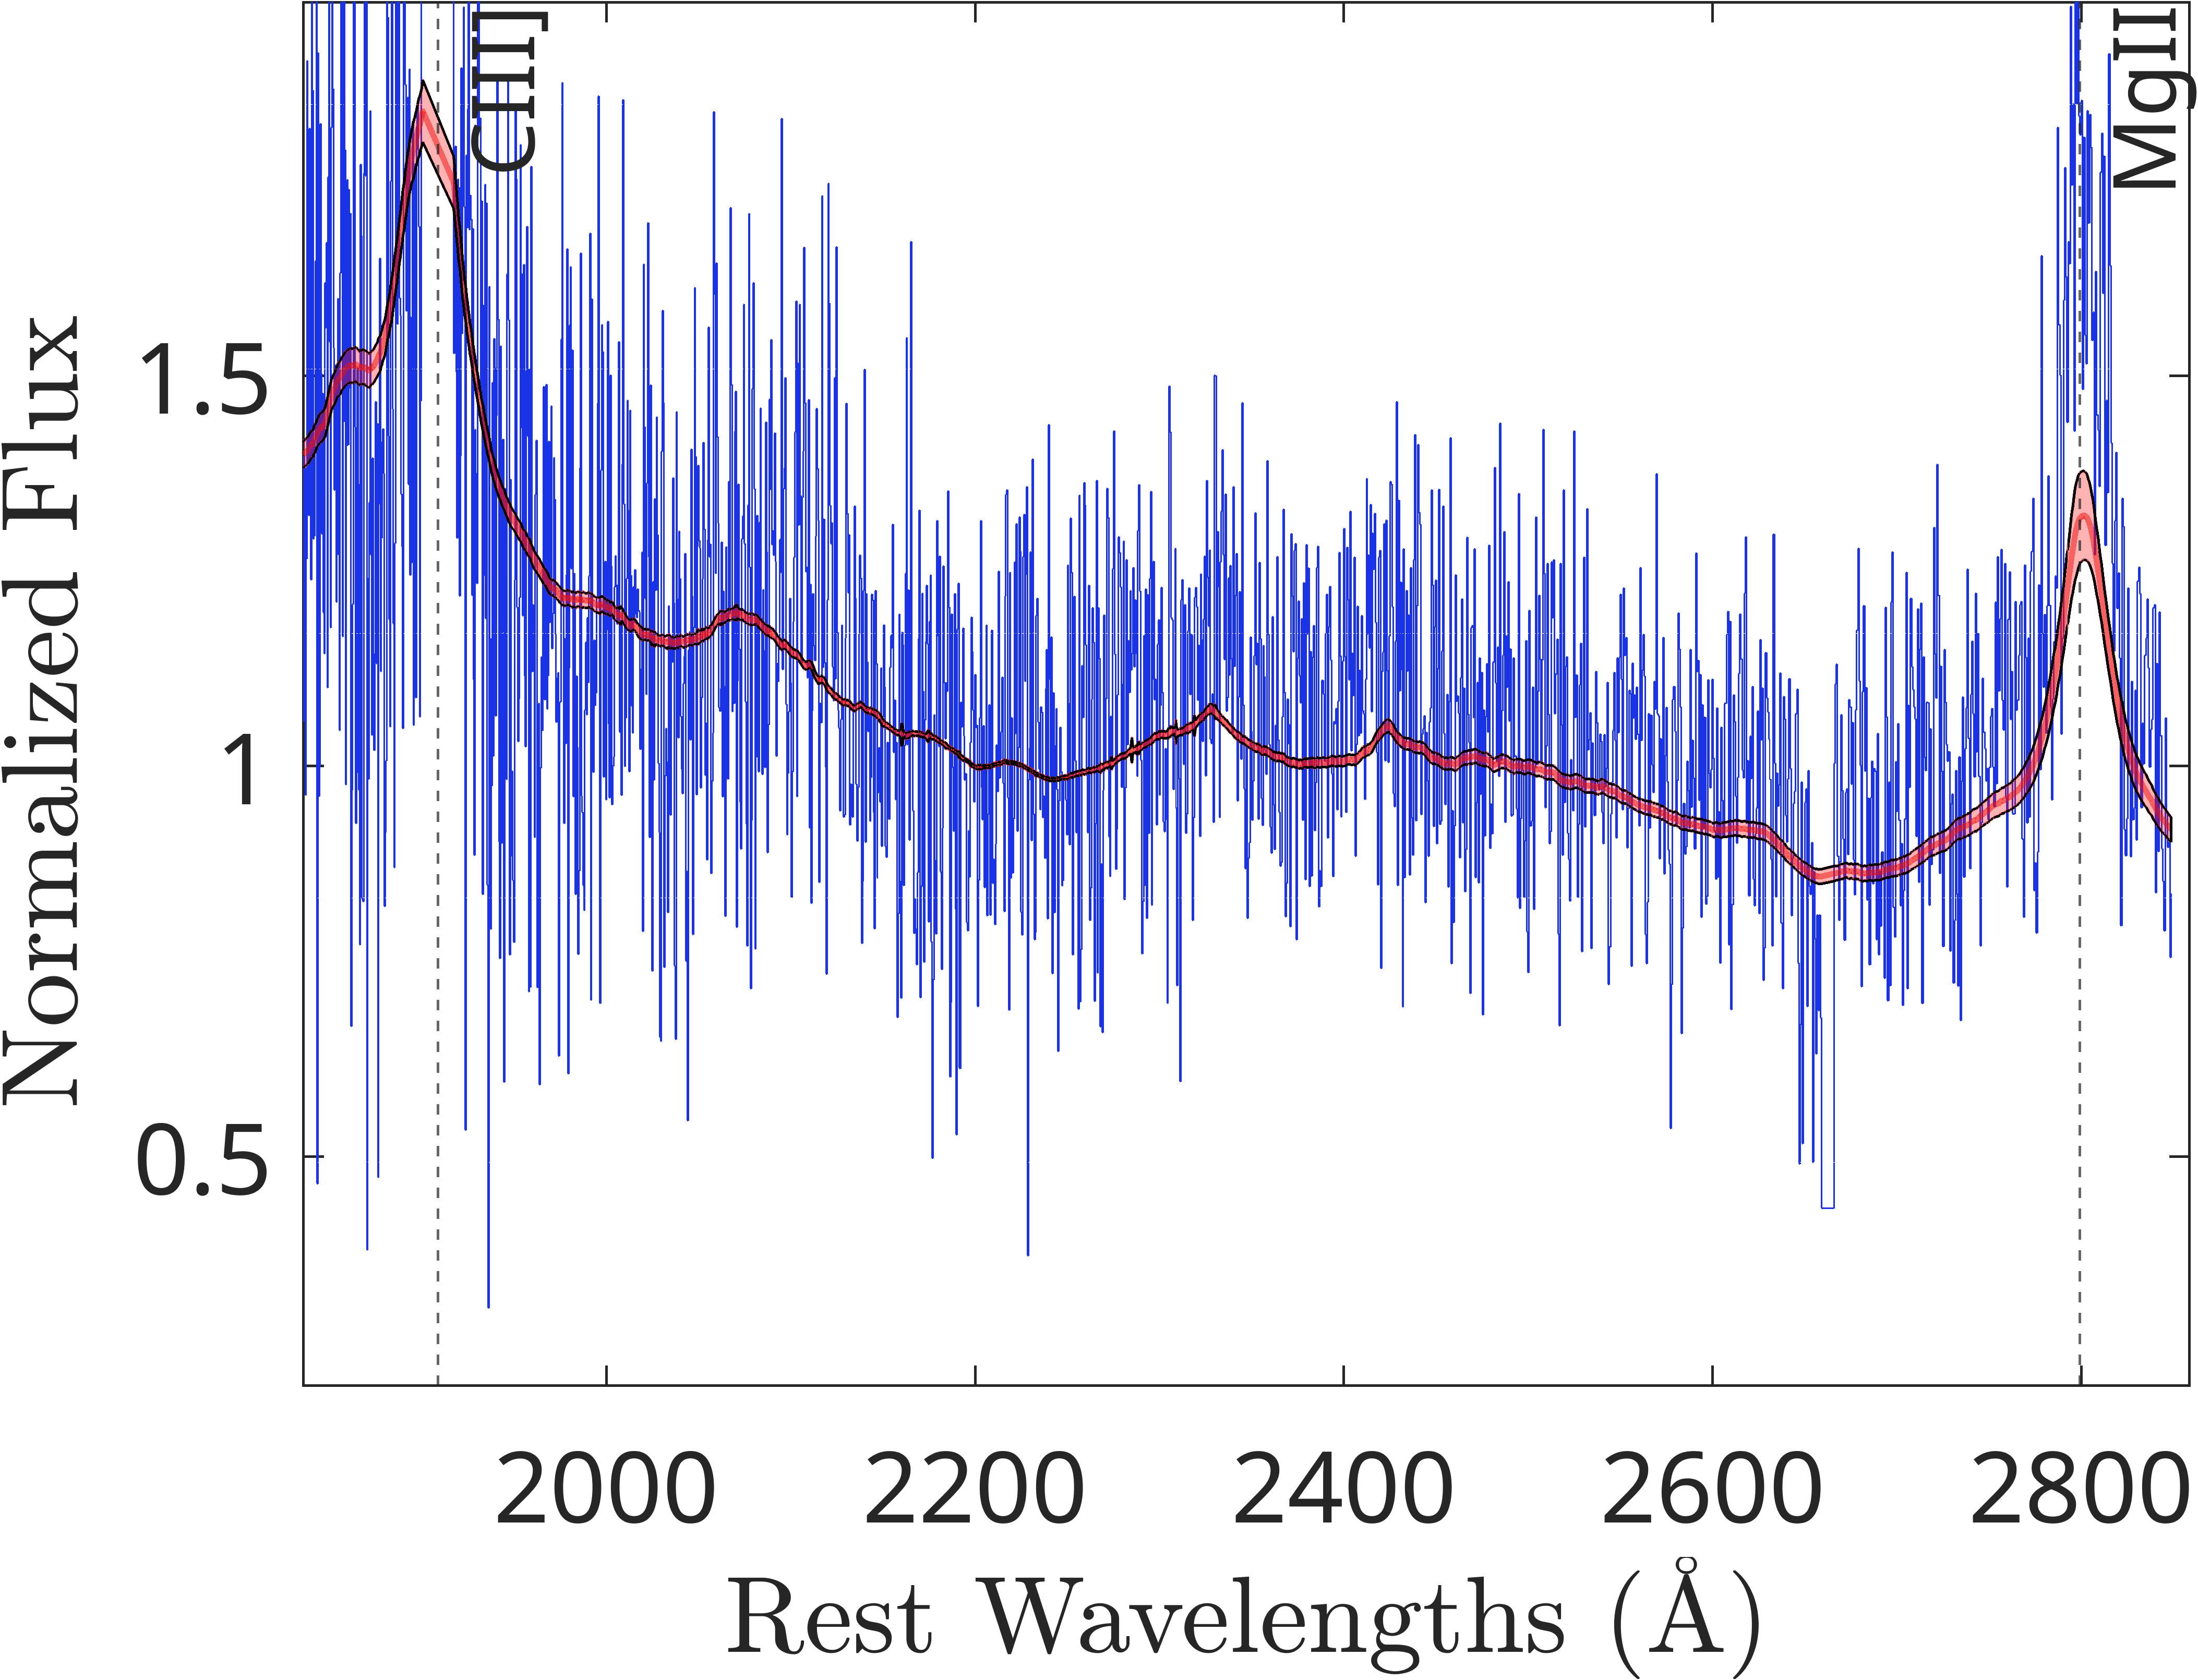 CIII]
MgII
Normalized Flux
1.5
1
0.5
2000 2200 2400 2600 2800
Rest Wavelengths (Å)